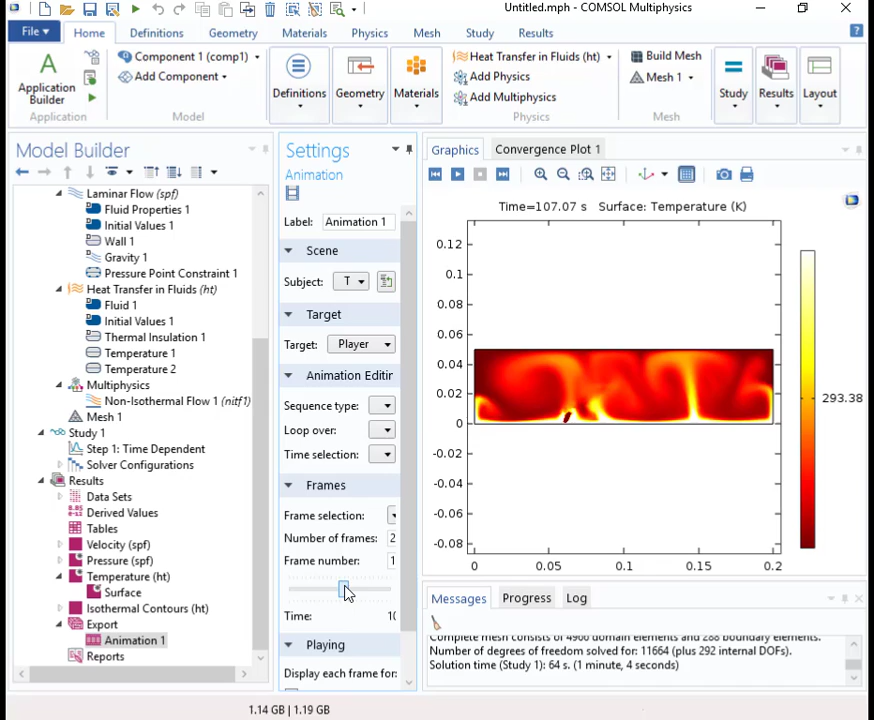 Untitled.mph - COMSOL Multiphysics
File Home Definitions Geometry Materials Physics Mesh Study Results
Application Builder
Component 1 (comp1)
Add Component
Definitions
Geometry
Materials
Heat Transfer in Fluids (ht)
Add Physics
Add Multiphysics
Build Mesh
Mesh 1
Study
Results
Layout
Application Model Physics Mesh
Model Builder
Laminar Flow (spf)
Fluid Properties 1
Initial Values 1
Wall 1
Gravity 1
Pressure Point Constraint 1
Heat Transfer in Fluids (ht)
Fluid 1
Initial Values 1
Thermal Insulation 1
Temperature 1
Temperature 2
Multiphysics
Non-Isothermal Flow 1 (nitf1)
Mesh 1
Study 1
Step 1: Time Dependent
Solver Configurations
Results
Data Sets
Derived Values
Tables
Velocity (spf)
Pressure (spf)
Temperature (ht)
Surface
Isothermal Contours (ht)
Export
Animation 1
Reports
Settings
Animation
Label: Animation 1
Scene
Subject: T
Target
Target: Player
Animation Editin
Sequence type:
Loop over:
Time selection:
Frames
Frame selection:
Number of frames: 2
Frame number: 1
Time: 10
Playing
Display each frame for:
Graphics Convergence Plot 1
Time=107.07 s Surface: Temperature (K)
0.12
0.1
0.08
0.06
0.04
0.02
0
-0.02
-0.04
-0.06
-0.08
0 0.05 0.1 0.15 0.2
293.38
Messages Progress Log
Complete mesh consists of 4900 domain elements and 288 boundary elements.
Number of degrees of freedom solved for: 11664 (plus 292 internal DOFs).
Solution time (Study 1): 64 s. (1 minute, 4 seconds)
1.14 GB | 1.19 GB